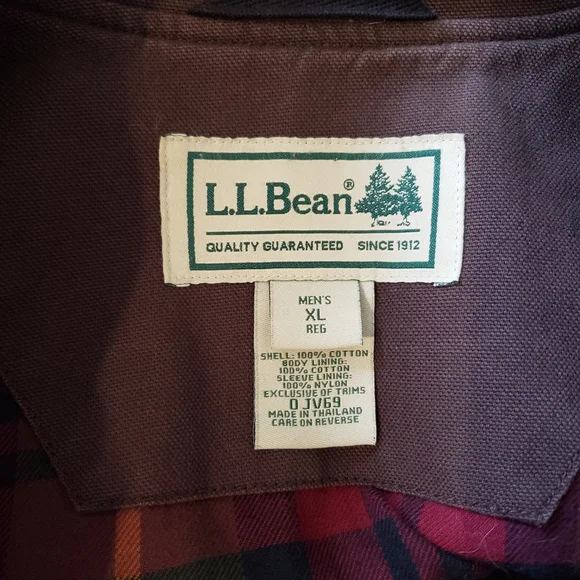 L.L.Bean®
QUALITY GUARANTEED SINCE 1912
MEN'S
XL
REG
SHELL: 100% COTTON
BODY LINING:
100% COTTON
SLEEVE LINING:
100% NYLON
EXCLUSIVE OF TRIMS
0 JV69
MADE IN THAILAND
CARE ON REVERSE